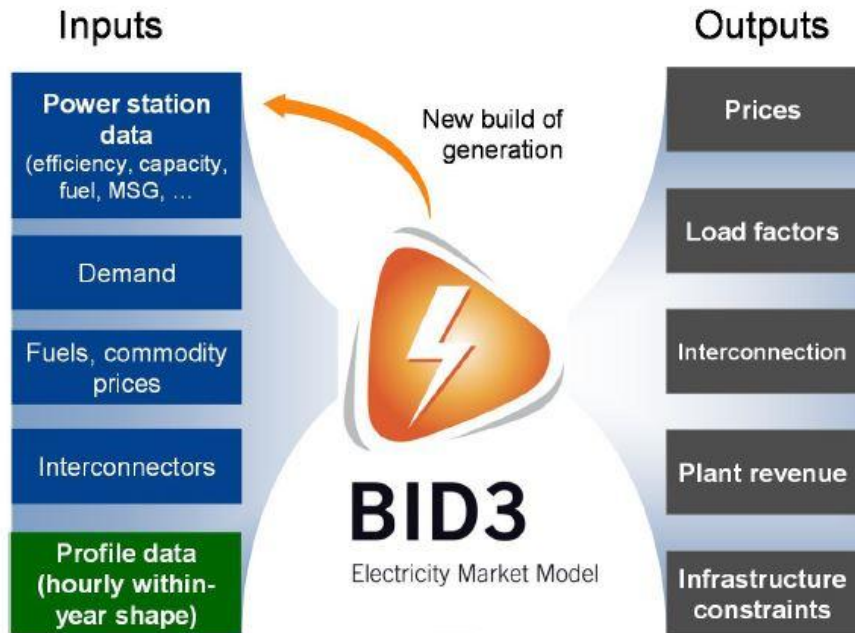 Inputs
Outputs
Power station
data
(efficiency, capacity,
fuel, MSG, ...
Demand
Fuels, commodity
prices
Interconnectors
Profile data
(hourly within-
year shape)
New build of
generation
BID3
Electricity Market Model
Prices
Load factors
Interconnection
Plant revenue
Infrastructure
constraints